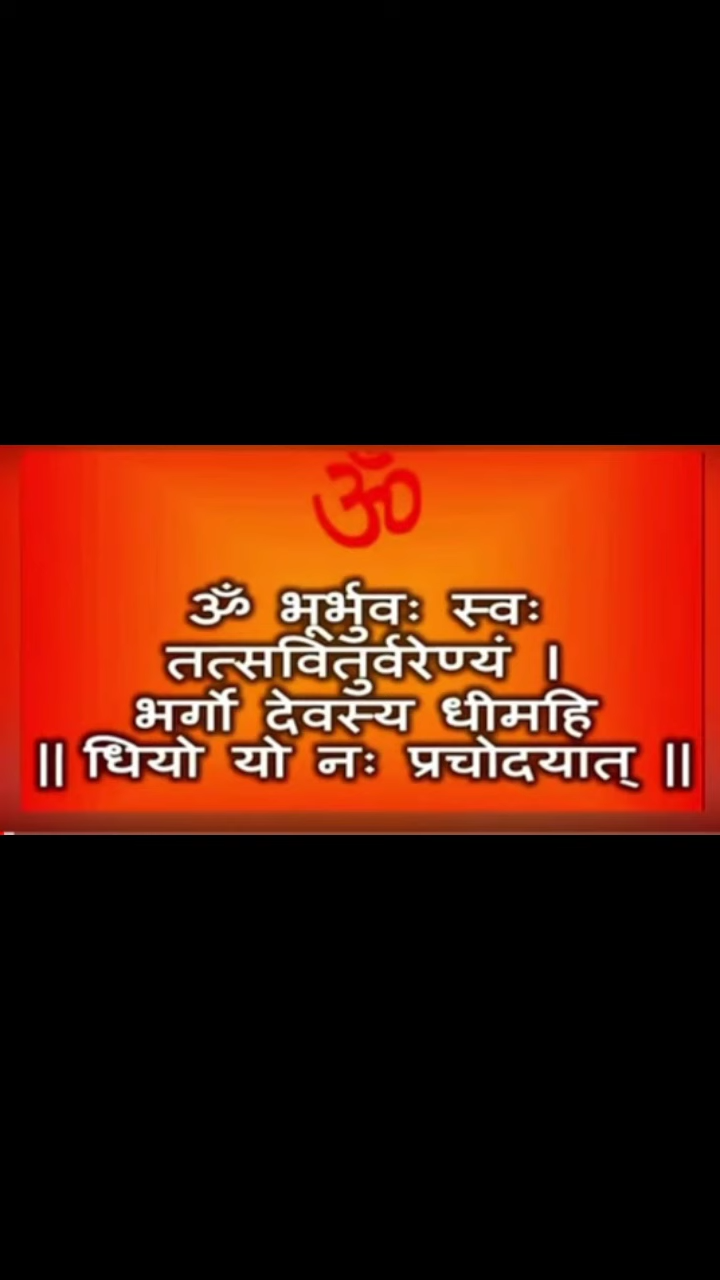 ॐ
ॐ भूर्भुवः स्वः
तत्सवितुर्वरेण्यं ।
भर्गो देवस्य धीमहि
॥ धियो यो नः प्रचोदयात् ॥